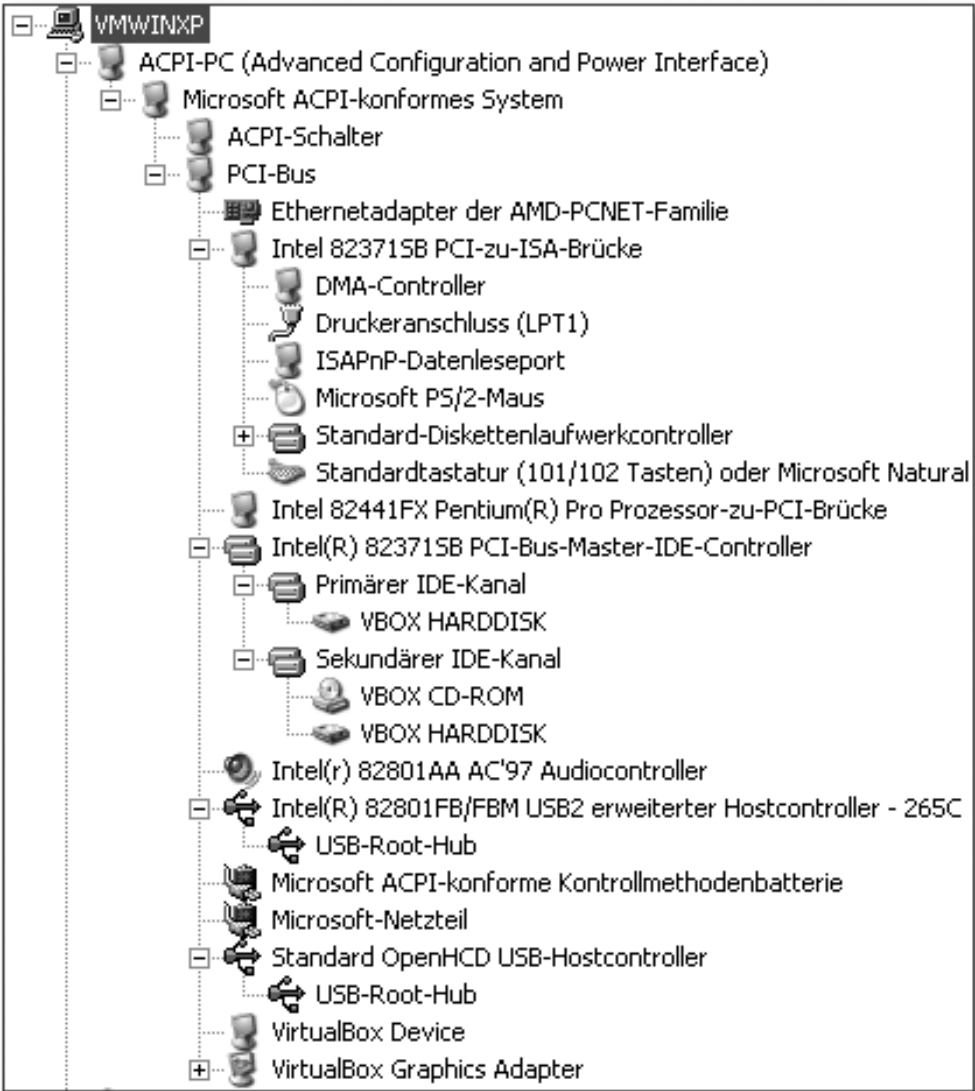 VMWINXP
ACPI-PC (Advanced Configuration and Power Interface)
Microsoft ACPI-konformes System
ACPI-Schalter
PCI-Bus
Ethernetadapter der AMD-PCNET-Familie
Intel 82371SB PCI-zu-ISA-Brücke
DMA-Controller
Druckeranschluss (LPT1)
ISAPnP-Datenleseport
Microsoft PS/2-Maus
Standard-Diskettenlaufwerkcontroller
Standardtastatur (101/102 Tasten) oder Microsoft Natural
Intel 82441FX Pentium(R) Pro Prozessor-zu-PCI-Brücke
Intel(R) 82371SB PCI-Bus-Master-IDE-Controller
Primärer IDE-Kanal
VBOX HARDDISK
Sekundärer IDE-Kanal
VBOX CD-ROM
VBOX HARDDISK
Intel(r) 82801AA AC'97 Audiocontroller
Intel(R) 82801FB/FBM USB2 erweiterter Hostcontroller - 265C
USB-Root-Hub
Microsoft ACPI-konforme Kontrollmethodenbatterie
Microsoft-Netzteil
Standard OpenHCD USB-Hostcontroller
USB-Root-Hub
VirtualBox Device
VirtualBox Graphics Adapter